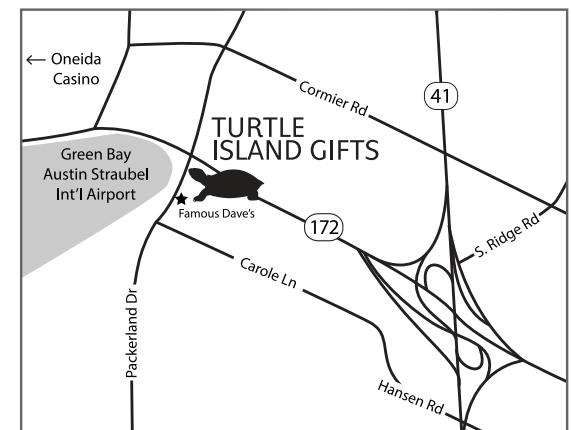 ← Oneida
Casino
Cormier Rd
41
TURTLE
ISLAND GIFTS
Green Bay
Austin Straubel
Int'l Airport
Famous Dave's
172
S. Ridge Rd
Carole Ln
Packerland Dr
Hansen Rd